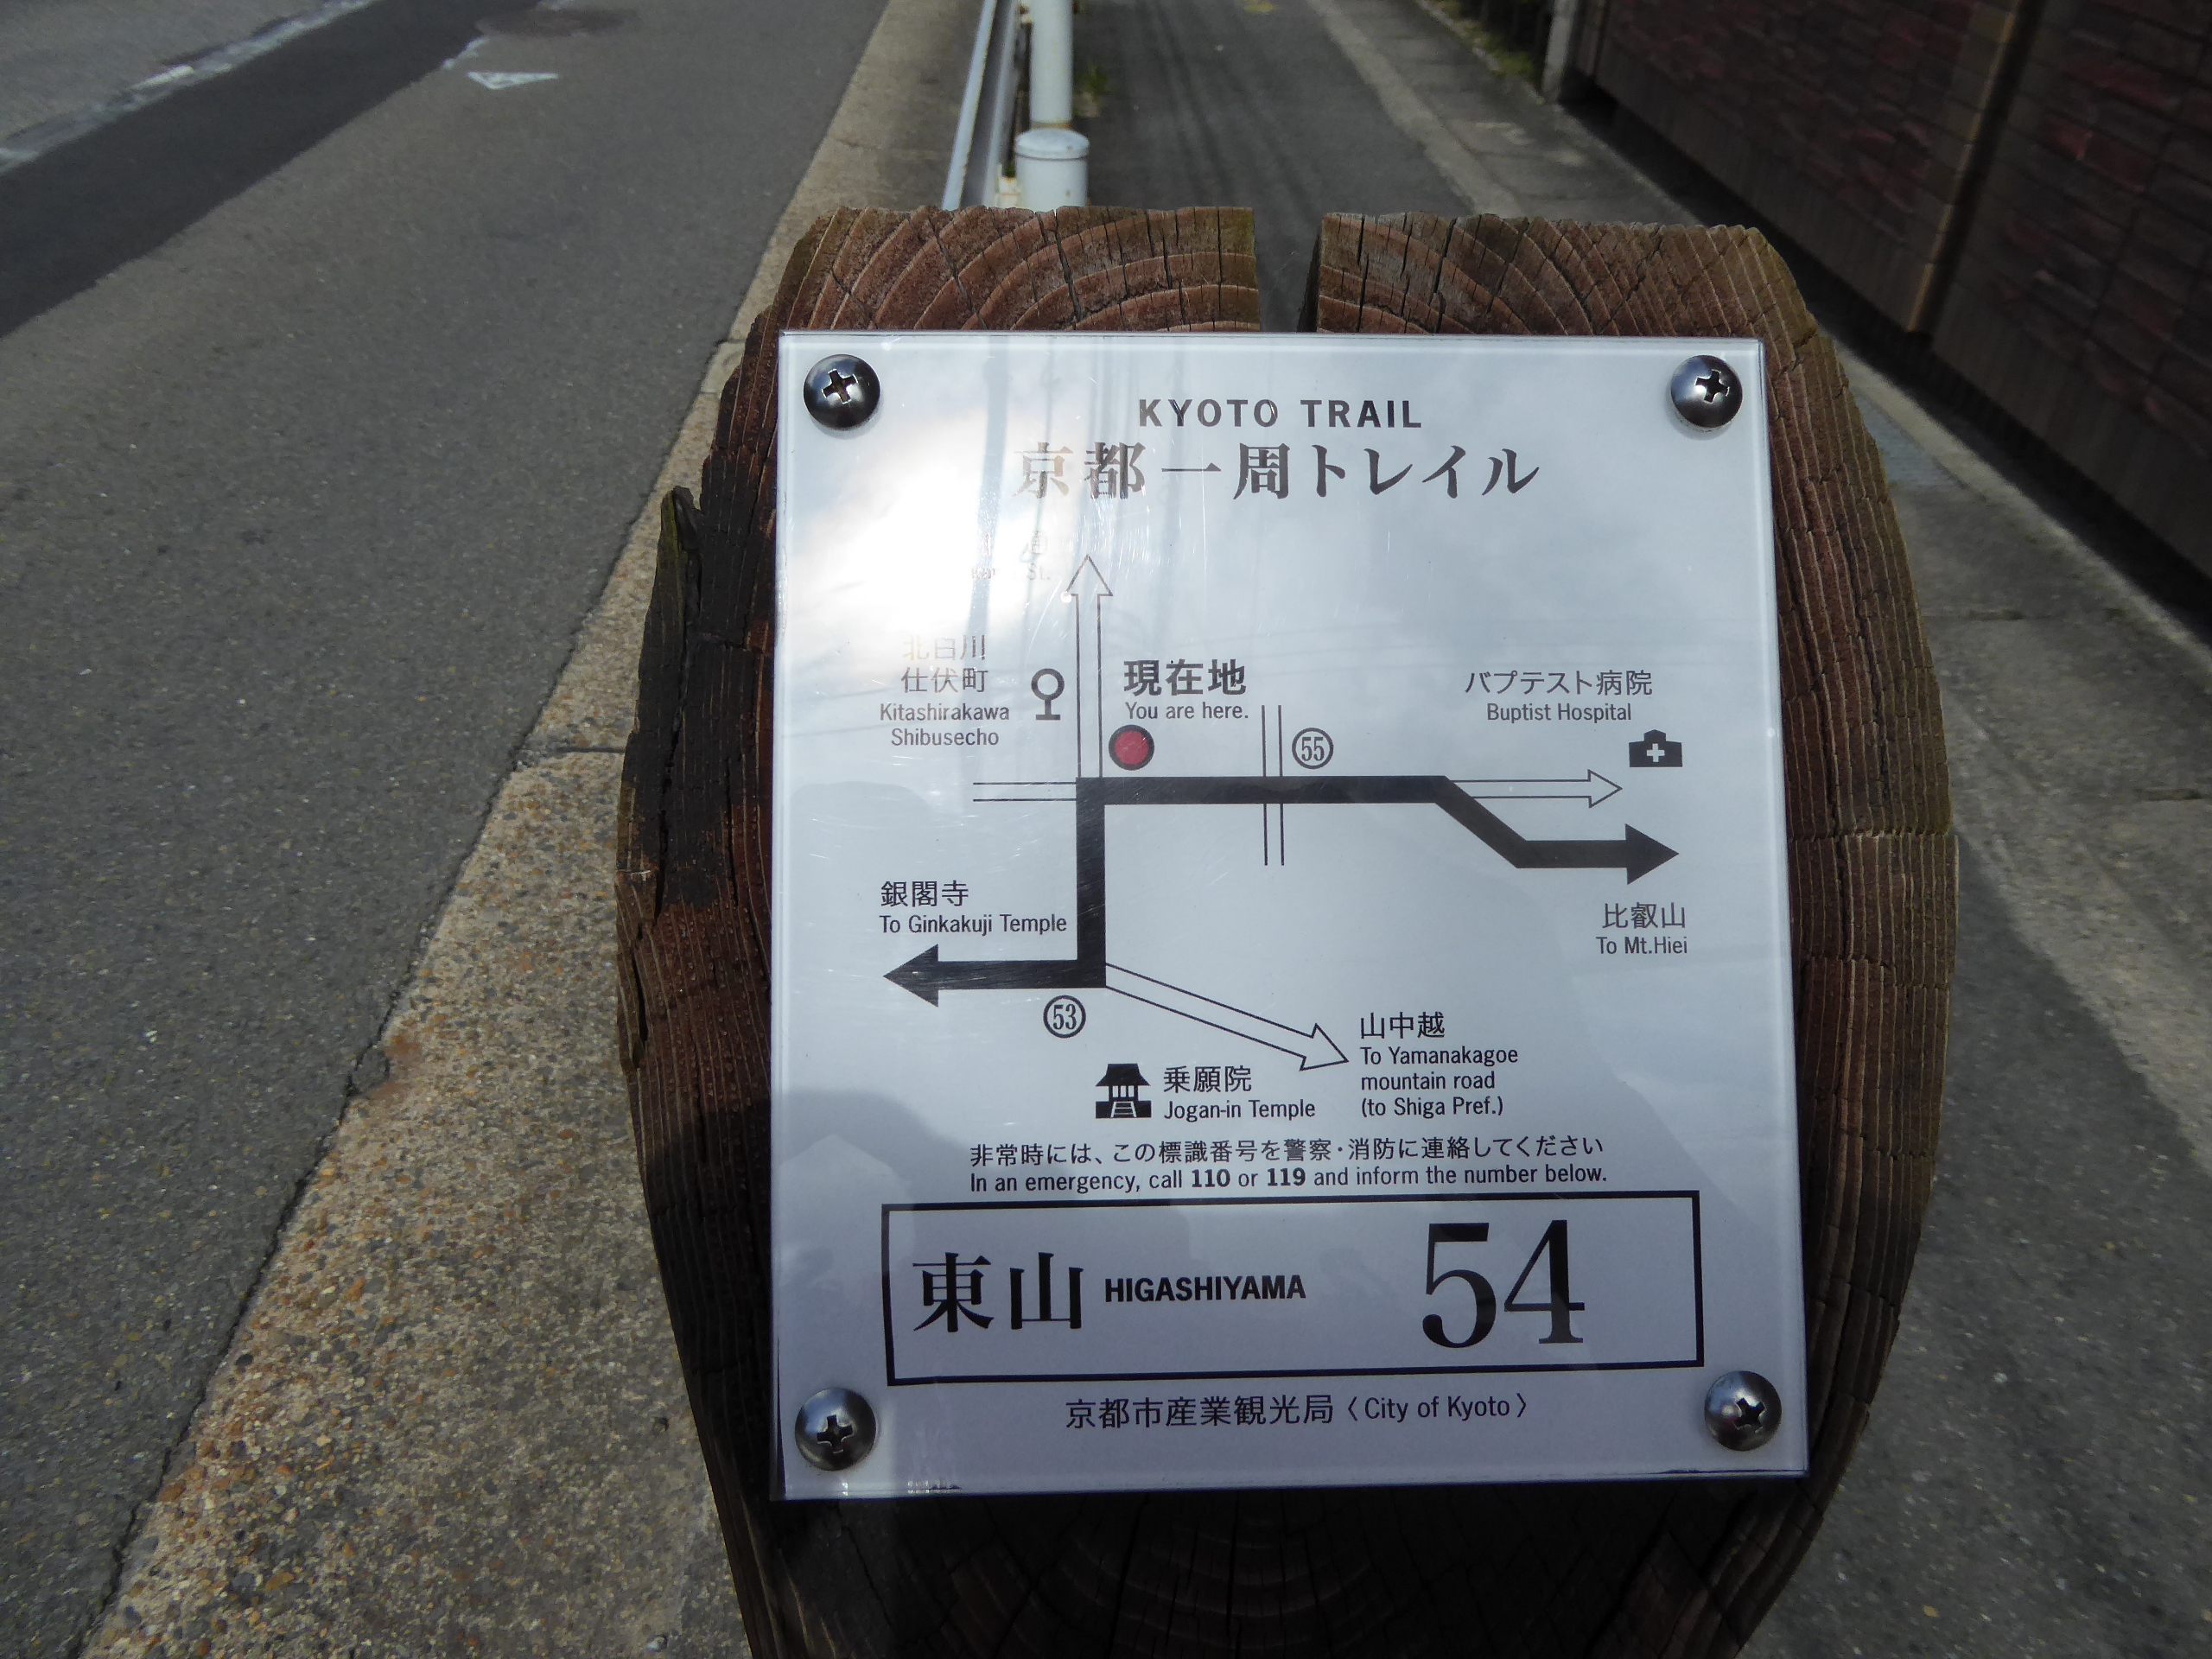 KYOTO TRAIL
京都一周トレイル
St.
北白川
仕伏町
Kitashirakawa
Shibusecho
現在地
You are here.
55
バプテスト病院
Buptist Hospital
銀閣寺
To Ginkakuji Temple
比叡山
To Mt.Hiei
53
山中越
To Yamanakagoe
mountain road
(to Shiga Pref.)
乗願院
Jogan-in Temple
非常時には、この標識番号を警察・消防に連絡してください
In an emergency, call 110 or 119 and inform the number below.
東山 HIGASHIYAMA 54
京都市産業観光局〈City of Kyoto〉